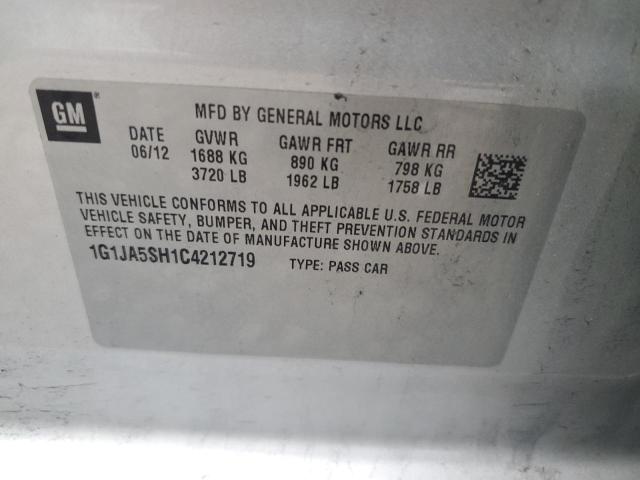 GM
MFD BY GENERAL MOTORS LLC
DATE GVWR GAWR FRT GAWR RR
06/12 1688 KG 890 KG 798 KG
3720 LB 1962 LB 1758 LB
THIS VEHICLE CONFORMS TO ALL APPLICABLE U.S. FEDERAL MOTOR
VEHICLE SAFETY, BUMPER, AND THEFT PREVENTION STANDARDS IN
EFFECT ON THE DATE OF MANUFACTURE SHOWN ABOVE.
1G1JA5SH1C4212719 TYPE: PASS CAR